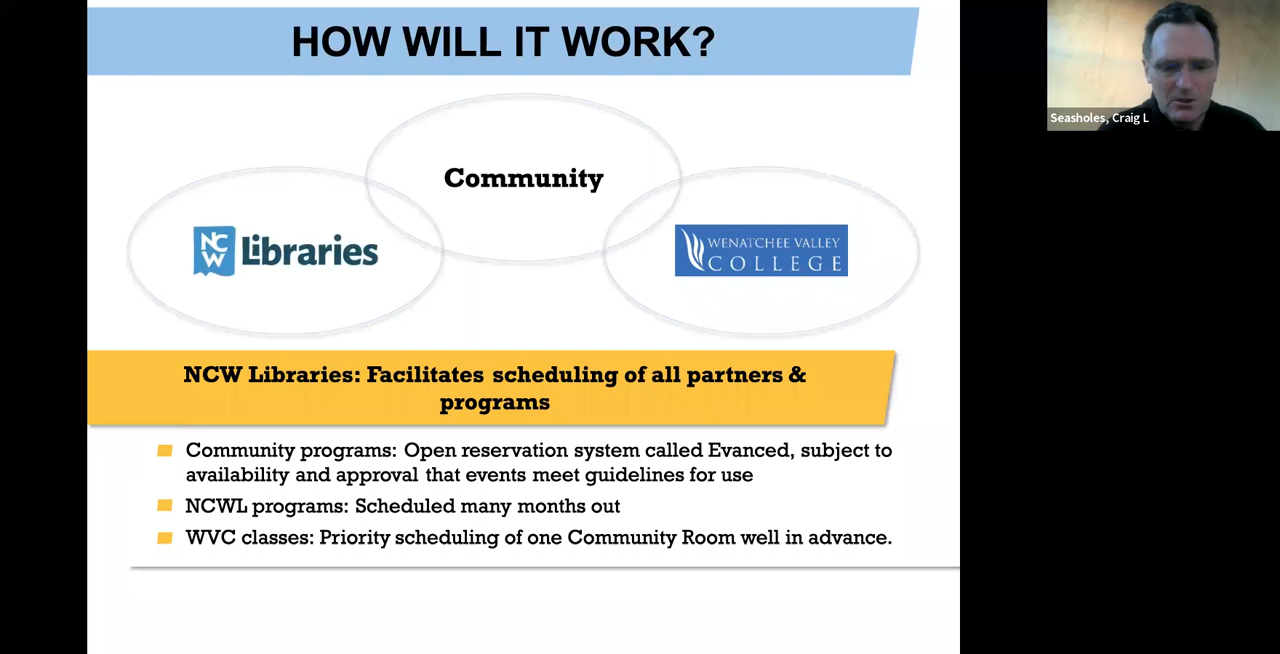 HOW WILL IT WORK?
Seasholes, Craig L
Community
NCW Libraries
WENATCHEE VALLEY
COLLEGE
NCW Libraries: Facilitates scheduling of all partners &
programs
Community programs: Open reservation system called Evanced, subject to
availability and approval that events meet guidelines for use
NCWL programs: Scheduled many months out
WVC classes: Priority scheduling of one Community Room well in advance.